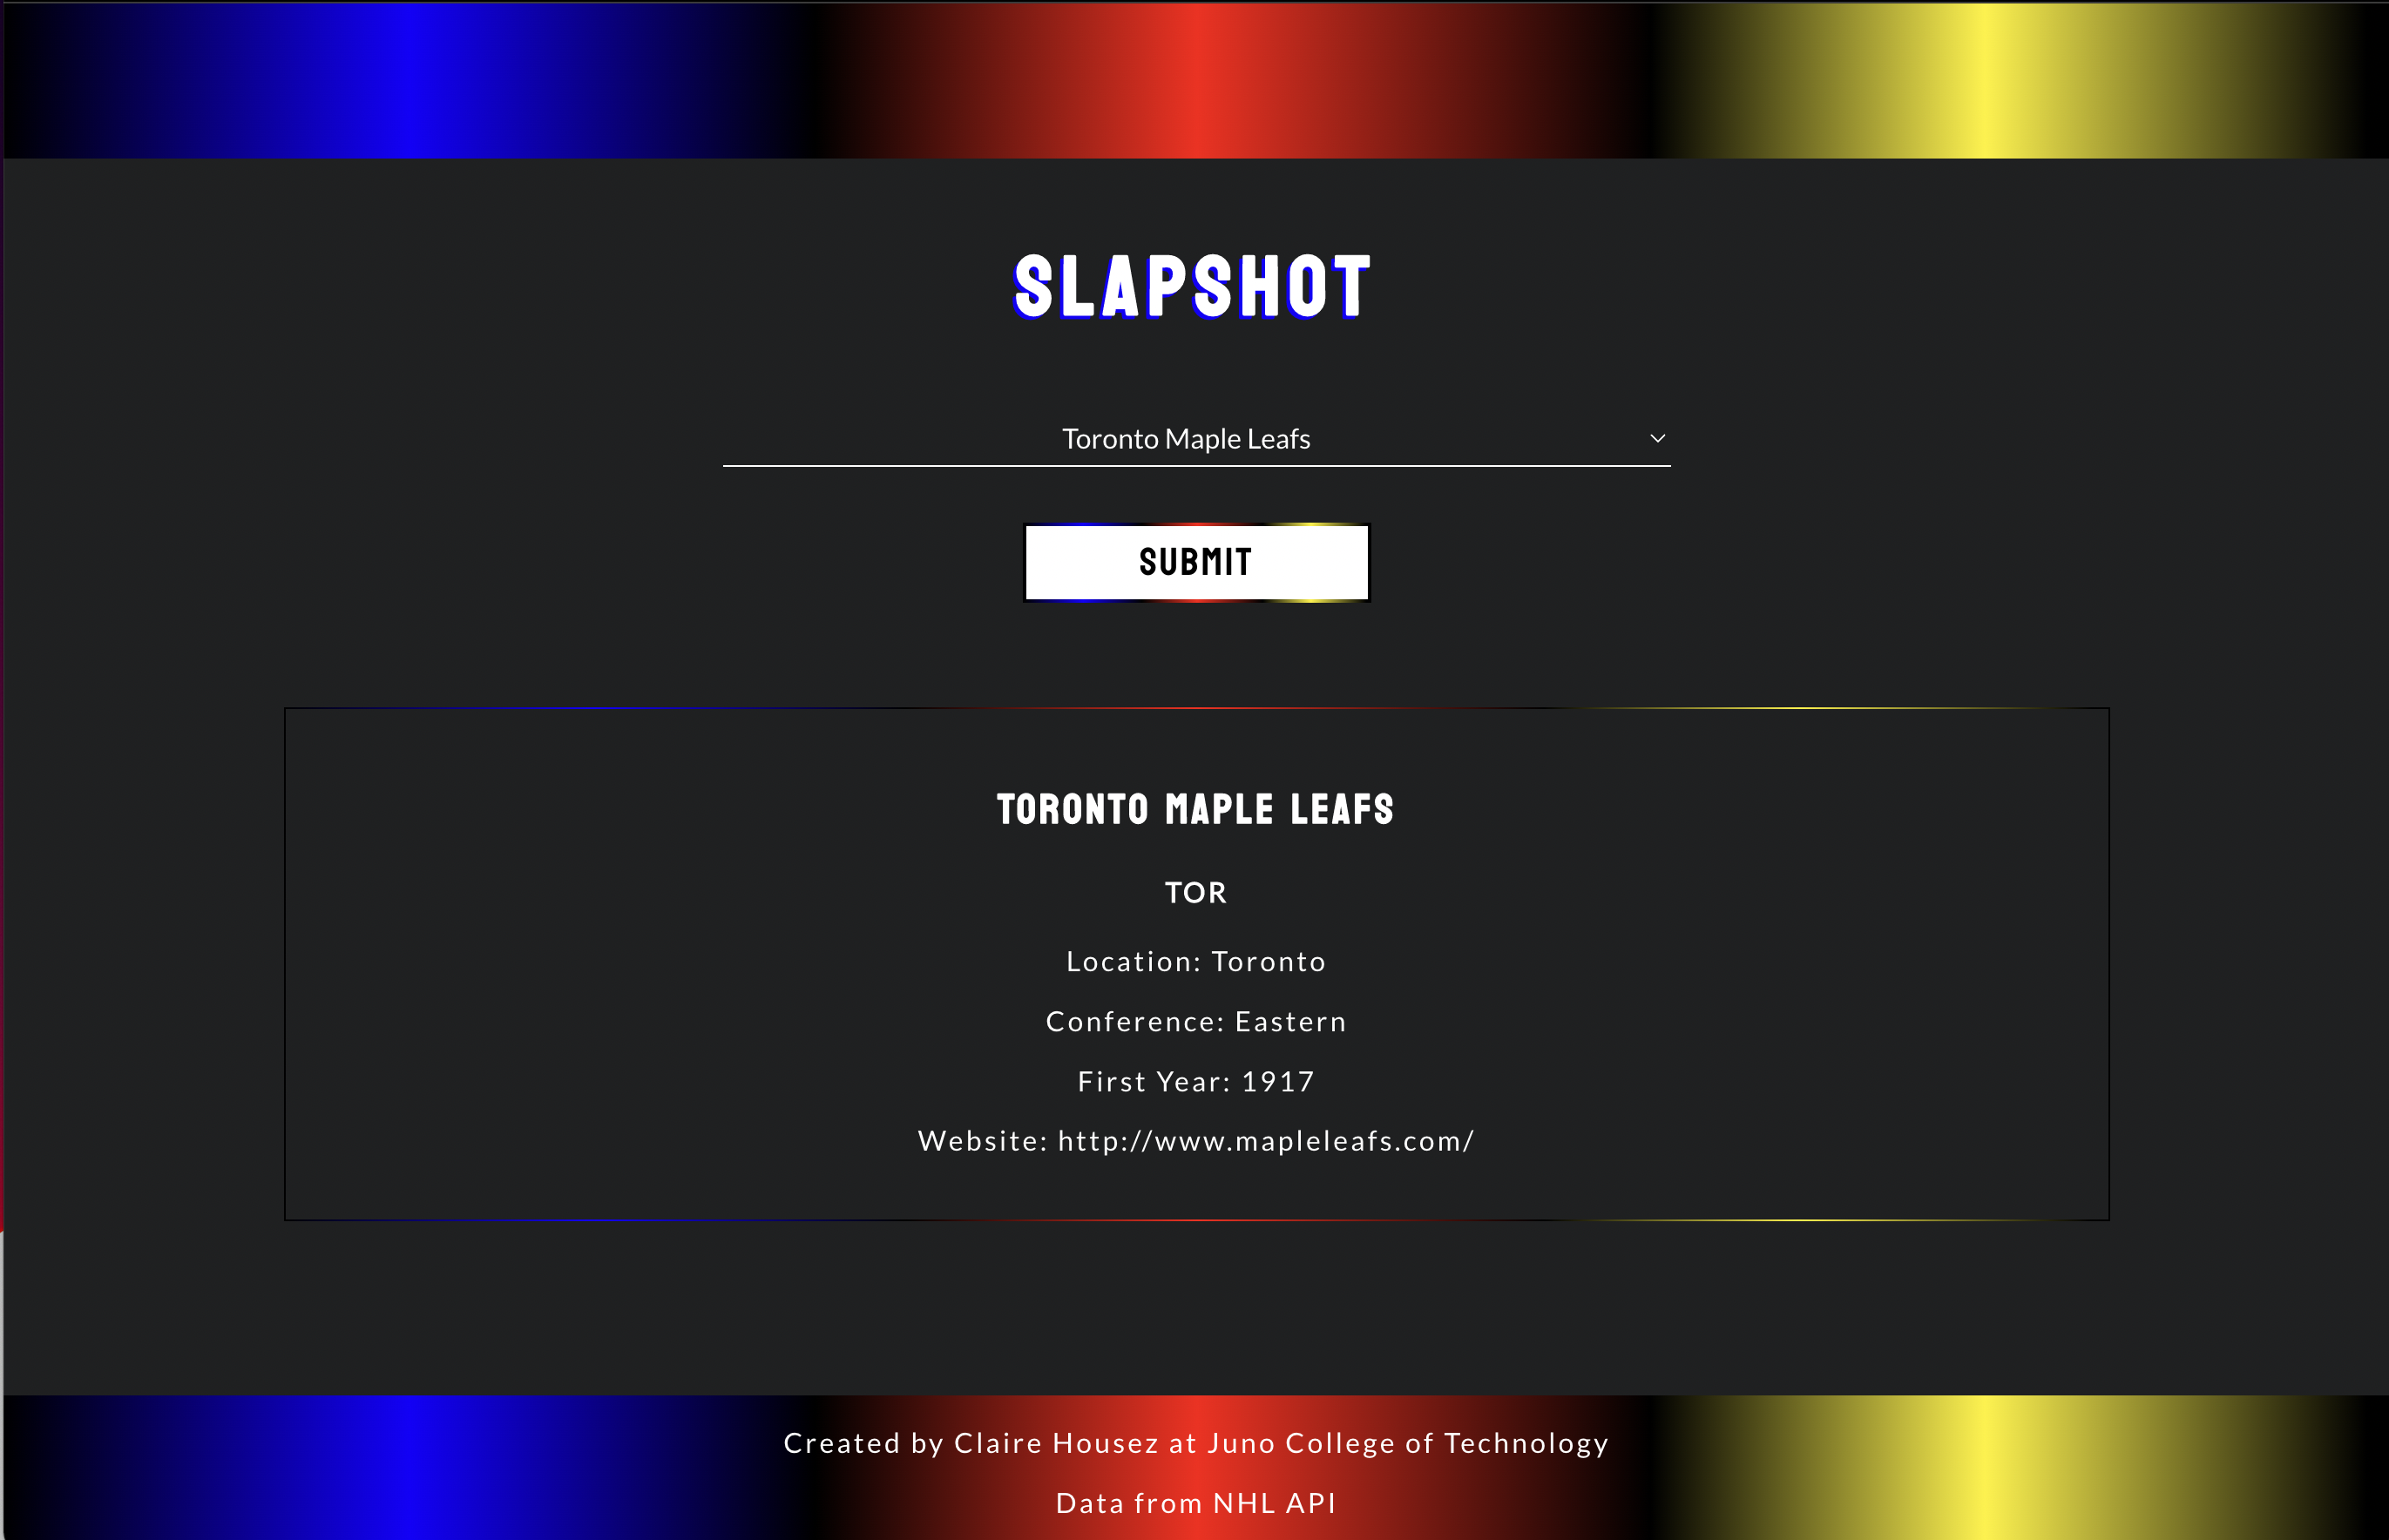 SLAPSHOT
Toronto Maple Leafs
SUBMIT
TORONTO MAPLE LEAFS
TOR
Location: Toronto
Conference: Eastern
First Year: 1917
Website: http://www.mapleleafs.com/
Created by Claire Housez at Juno College of Technology
Data from NHL API